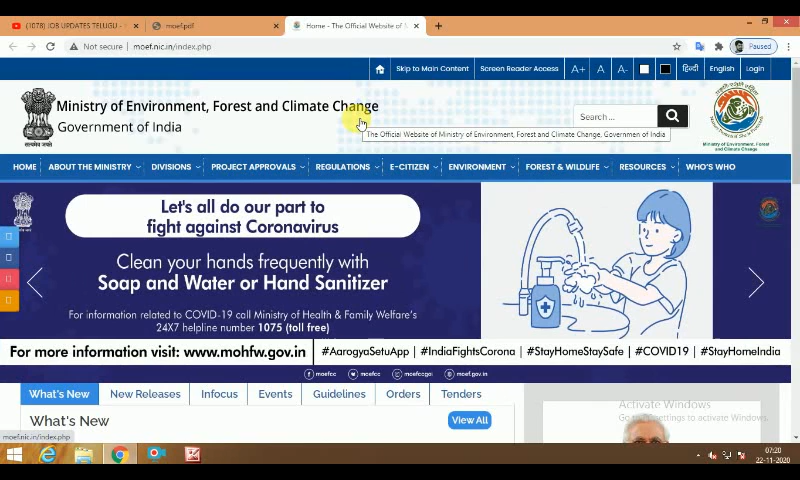 (1078) JOB UPDATES TELUGU -
moef.pdf
Home - The Official Website of
Not secure | moef.nic.in/index.php
Paused
Skip to Main Content
Screen Reader Access
A+ A A-
हिन्दी
English
Login
Ministry of Environment, Forest and Climate Change
Government of India
सत्यमेव जयते
Search ...
The Official Website of Ministry of Environment, Forest and Climate Change, Government of India
Ministry of Environment, Forest
and Climate Change
HOME ABOUT THE MINISTRY DIVISIONS PROJECT APPROVALS REGULATIONS E-CITIZEN ENVIRONMENT FOREST & WILDLIFE RESOURCES WHO'S WHO
Let's all do our part to
fight against Coronavirus
Clean your hands frequently with
Soap and Water or Hand Sanitizer
For information related to COVID-19 call Ministry of Health & Family Welfare's
24X7 helpline number 1075 (toll free)
For more information visit: www.mohfw.gov.in
#AarogyaSetuApp | #IndiaFightsCorona | #StayHomeStaySafe | #COVID19 | #StayHomeIndia
moefcc moefcc moefccgoi moef.gov.in
What's New New Releases Infocus Events Guidelines Orders Tenders
What's New
View All
Activate Windows
Go to settings to activate Windows.
moef.nic.in/index.php
07:20
22-11-2020